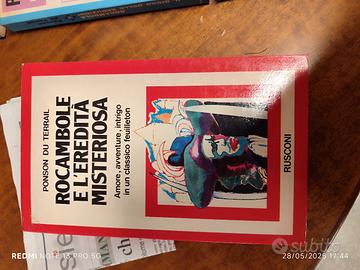 PONSON DU TERRAIL
ROCAMBOLE
E L'EREDITÀ
MISTERIOSA
Amore, avventure, intrigo
in un classico feuilleton
RUSCONI
REDMI NOTE 13 PRO 5G
28/05/2025 17:44
subito